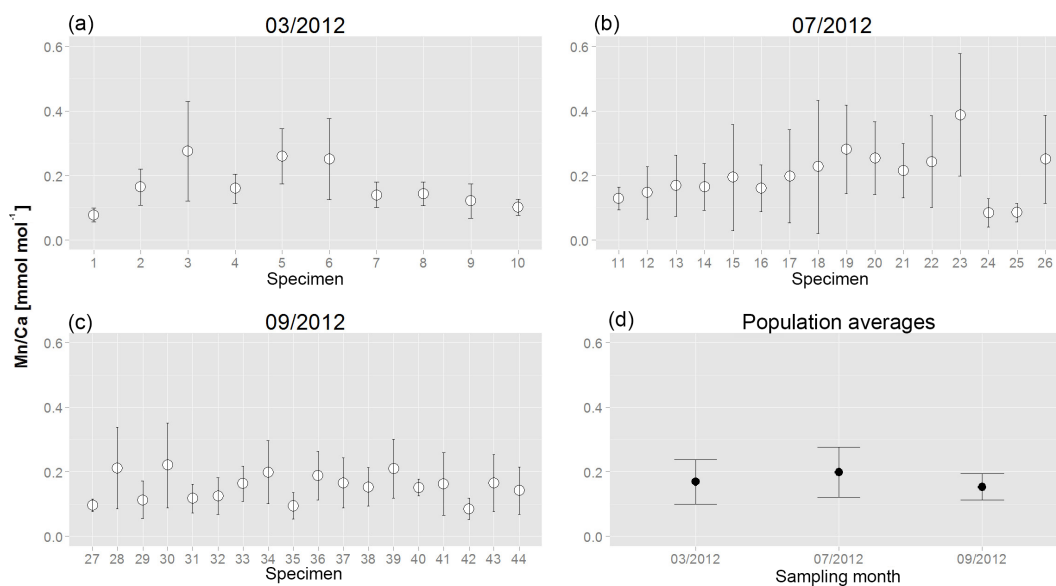 (a) 03/2012
0.6
0.4
0.2
0.0
1 2 3 4 5 6 7 8 9 10
Specimen
(b) 07/2012
0.6
0.4
0.2
0.0
11 12 13 14 15 16 17 18 19 20 21 22 23 24 25 26
Specimen
Mn/Ca [mmol mol⁻¹]
(c) 09/2012
0.6
0.4
0.2
0.0
27 28 29 30 31 32 33 34 35 36 37 38 39 40 41 42 43 44
Specimen
(d) Population averages
0.6
0.4
0.2
0.0
03/2012 07/2012 09/2012
Sampling month